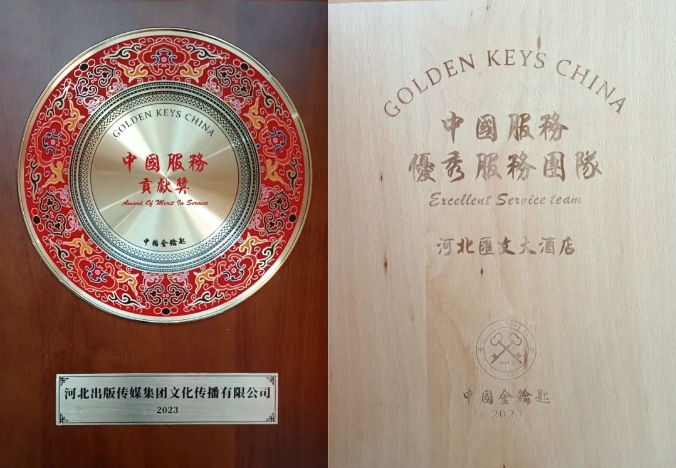 GOLDEN KEYS CHINA
中國服務
貢獻獎
Award Of Merit In Service
中國金鑰匙
河北出版传媒集团文化传播有限公司
2023
GOLDEN KEYS CHINA
中國服務
優秀服務團隊
Excellent Service team
河北匯文大酒店
中國金鑰匙